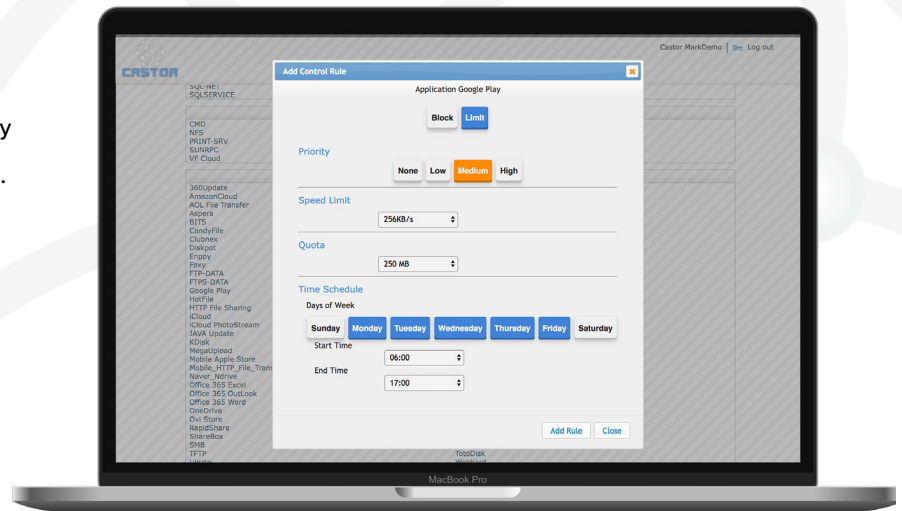 Castor MarkDemo | Log out
CASTOR
y
.
SQL-NET
SQLSERVICE
CMD
NFS
PRINT-SRV
SUNRPC
VF Cloud
360Update
AmazonCloud
AOL File Transfer
Aspera
BITS
CandyFile
Clubnex
Diskpot
Enppy
Foxy
FTP-DATA
FTPS-DATA
Google Play
HotFile
HTTP File Sharing
iCloud
iCloud PhotoStream
JAVA Update
KDisk
MegaUpload
Mobile Apple Store
Mobile_HTTP_File_Trans
Naver_Ndrive
Office 365 Excel
Office 365 OutLook
Office 365 Word
OneDrive
Ovi Store
RapidShare
ShareBox
SMB
TFTP
TotoDisk
Webhard
Add Control Rule
Application Google Play
Block Limit
Priority
None Low Medium High
Speed Limit
256KB/s
Quota
250 MB
Time Schedule
Days of Week
Sunday Monday Tuesday Wednesday Thursday Friday Saturday
Start Time
06:00
End Time
17:00
Add Rule Close
MacBook Pro